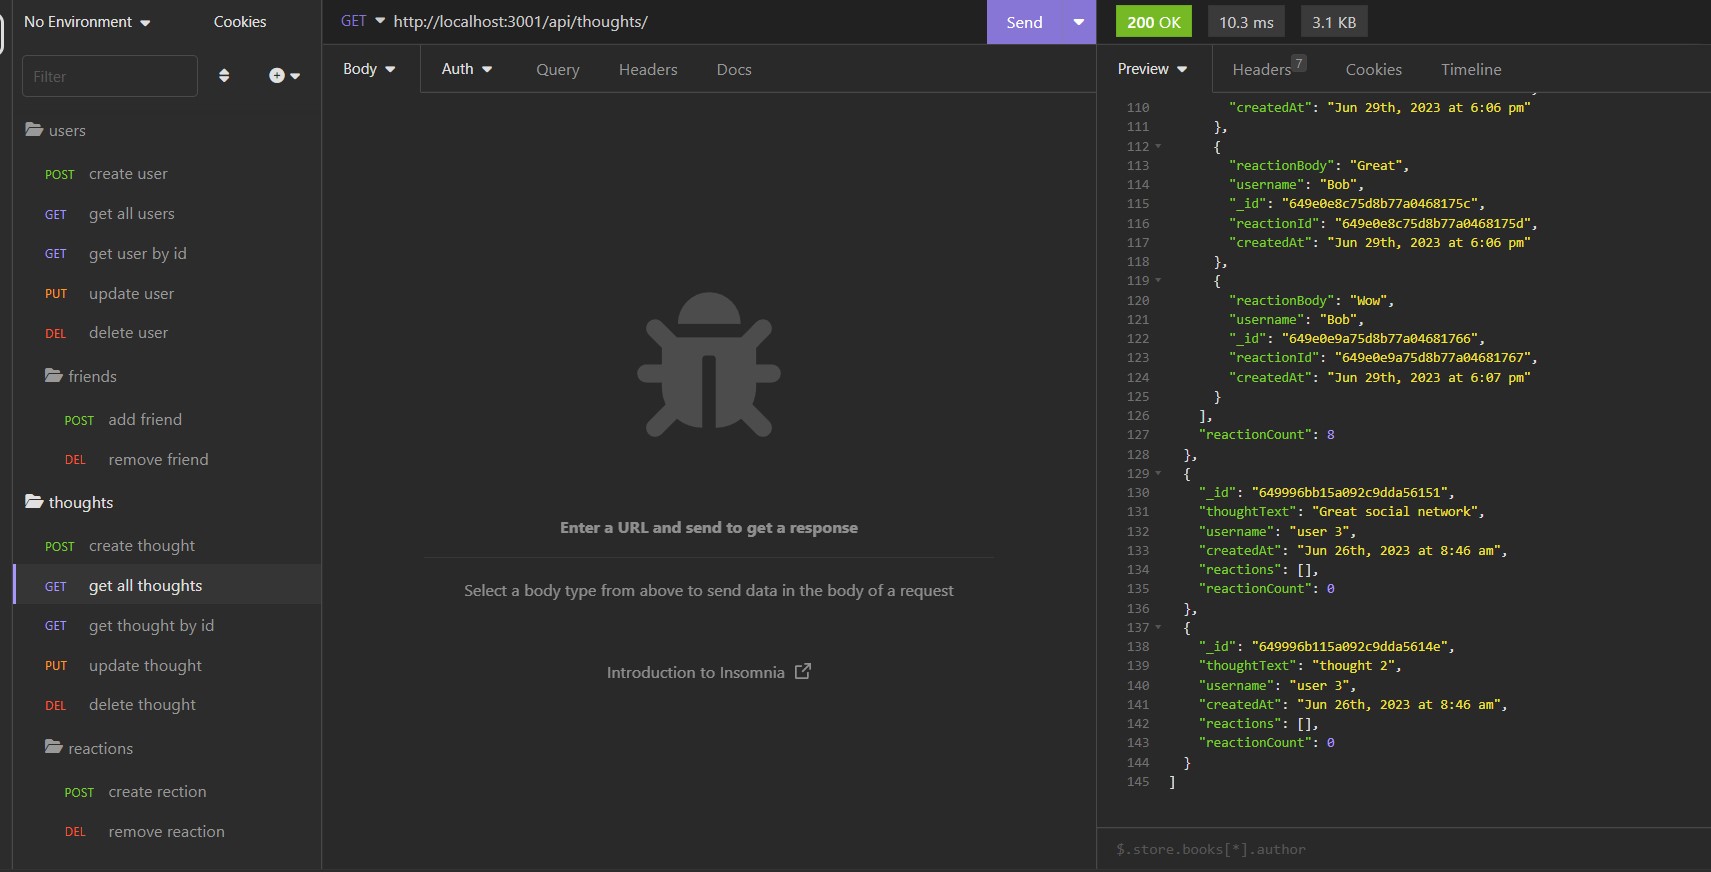 No Environment
Cookies
Filter
users
POST create user
GET get all users
GET get user by id
PUT update user
DEL delete user
friends
POST add friend
DEL remove friend
thoughts
POST create thought
GET get all thoughts
GET get thought by id
PUT update thought
DEL delete thought
reactions
POST create rection
DEL remove reaction
GET http://localhost:3001/api/thoughts/
Send
Body
Auth
Query
Headers
Docs
Enter a URL and send to get a response
Select a body type from above to send data in the body of a request
Introduction to Insomnia
200 OK
10.3 ms
3.1 KB
Preview
Headers 7
Cookies
Timeline
110 "createdAt": "Jun 29th, 2023 at 6:06 pm"
111 },
112 {
113 "reactionBody": "Great",
114 "username": "Bob",
115 "_id": "649e0e8c75d8b77a0468175c",
116 "reactionId": "649e0e8c75d8b77a0468175d",
117 "createdAt": "Jun 29th, 2023 at 6:06 pm"
118 },
119 {
120 "reactionBody": "Wow",
121 "username": "Bob",
122 "_id": "649e0e9a75d8b77a04681766",
123 "reactionId": "649e0e9a75d8b77a04681767",
124 "createdAt": "Jun 29th, 2023 at 6:07 pm"
125 }
126 ],
127 "reactionCount": 8
128 },
129 {
130 "_id": "649996bb15a092c9dda56151",
131 "thoughtText": "Great social network",
132 "username": "user 3",
133 "createdAt": "Jun 26th, 2023 at 8:46 am",
134 "reactions": [],
135 "reactionCount": 0
136 },
137 {
138 "_id": "649996b115a092c9dda5614e",
139 "thoughtText": "thought 2",
140 "username": "user 3",
141 "createdAt": "Jun 26th, 2023 at 8:46 am",
142 "reactions": [],
143 "reactionCount": 0
144 }
145 ]
$.store.books[*].author